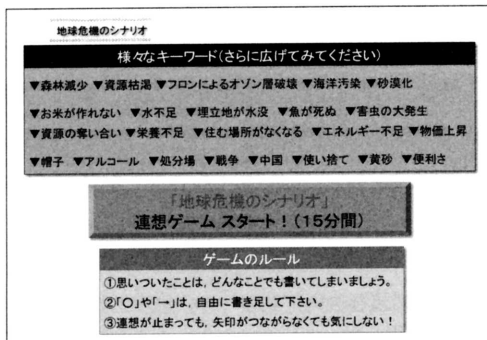 地球危機のシナリオ
様々なキーワード(さらに広げてみてください)
▼森林減少 ▼資源枯渇 ▼フロンによるオゾン層破壊 ▼海洋汚染 ▼砂漠化
▼お米が作れない ▼水不足 ▼埋立地が水没 ▼魚が死ぬ ▼害虫の大発生
▼資源の奪い合い ▼栄養不足 ▼住む場所がなくなる ▼エネルギー不足 ▼物価上昇
▼帽子 ▼アルコール ▼処分場 ▼戦争 ▼中国 ▼使い捨て ▼黄砂 ▼便利さ
「地球危機のシナリオ」
連想ゲーム スタート!(15分間)
ゲームのルール
①思いついたことは,どんなことでも書いてしまいましょう。
②「○」や「→」は,自由に書き足して下さい。
③連想が止まっても,矢印がつながらなくても気にしない!